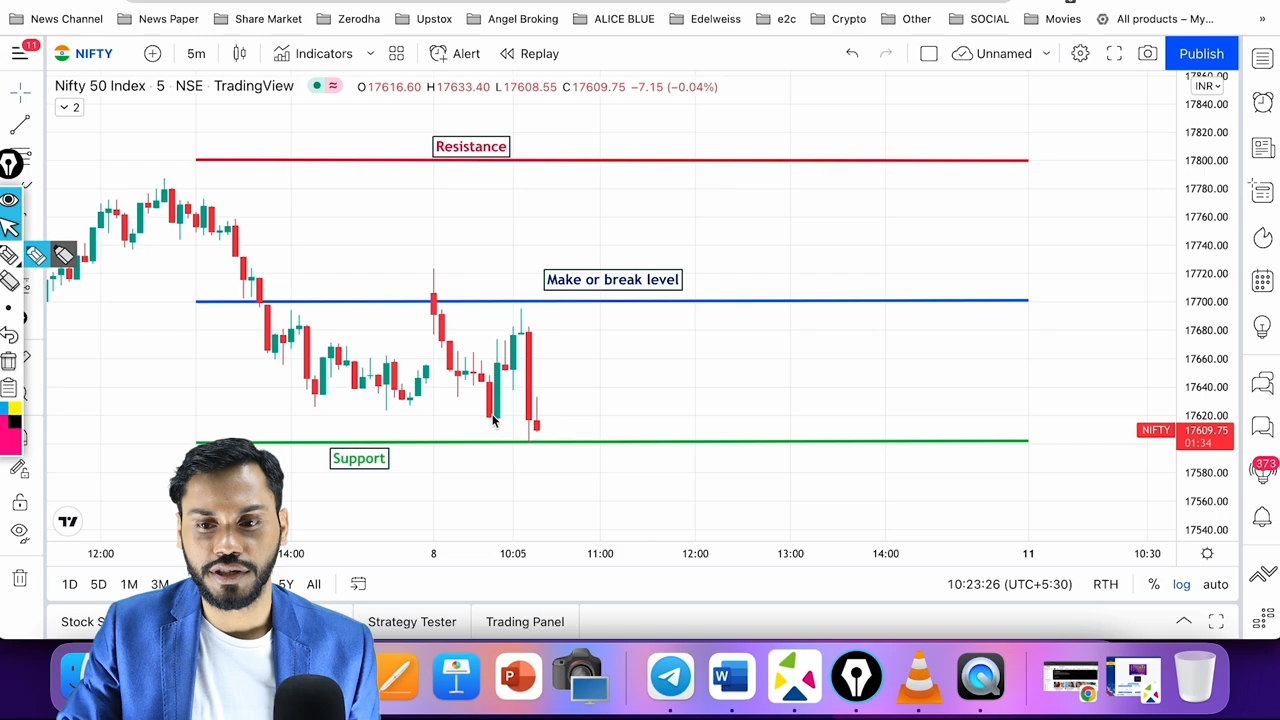 News Channel News Paper Share Market Zerodha Upstox Angel Broking ALICE BLUE Edelweiss e2c Crypto Other SOCIAL Movies All products – My... »
11 NIFTY 5m Indicators Alert Replay Unnamed Publish
Nifty 50 Index · 5 · NSE · TradingView ≈ O17616.60 H17633.40 L17608.55 C17609.75 −7.15 (−0.04%)
17860.00
INR
2
17840.00
17820.00
Resistance
17800.00
17780.00
17760.00
17740.00
17720.00
Make or break level
17700.00
17680.00
17660.00
17640.00
17620.00
NIFTY 17609.75
01:34
Support
373
17580.00
17560.00
17540.00
12:00 14:00 8 10:05 11:00 12:00 13:00 14:00 11 10:30
1D 5D 1M 3M 5Y All 10:23:26 (UTC+5:30) RTH % log auto
Stock S Strategy Tester Trading Panel
P W